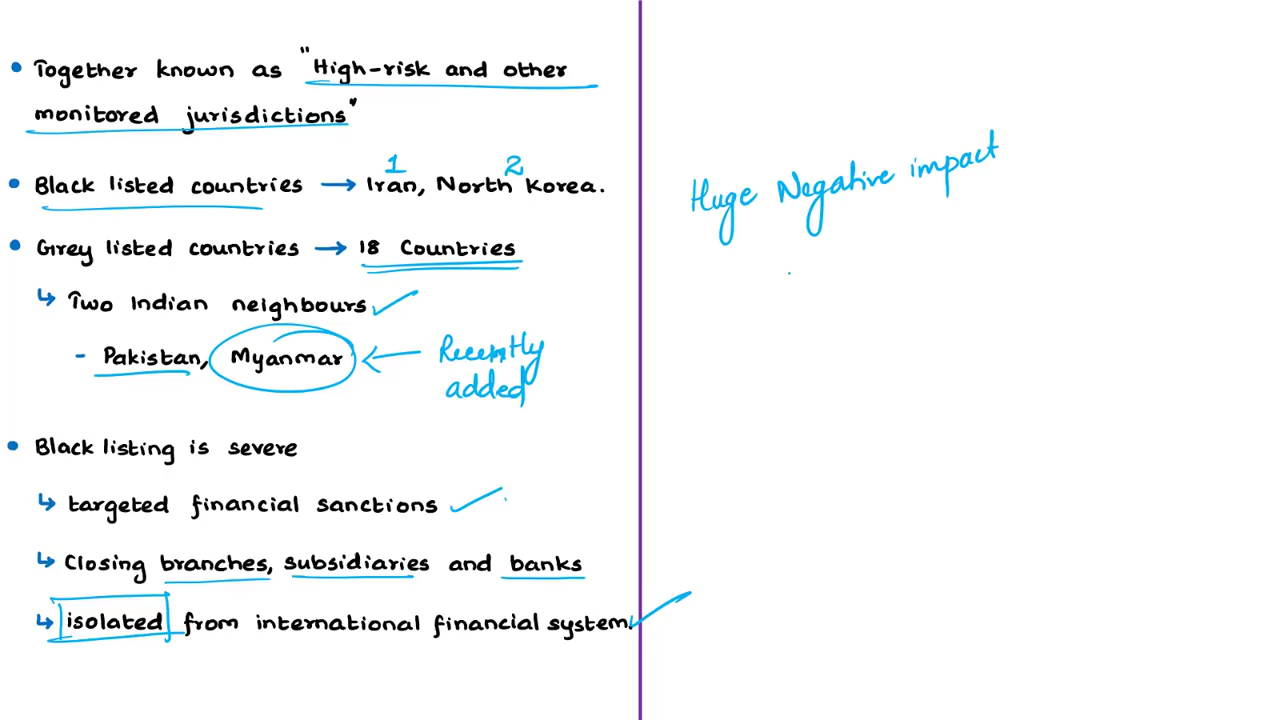 • Together known as "High-risk and other
monitored jurisdictions"
1 2
• Black listed countries → Iran, North Korea.
• Grey listed countries → 18 Countries
↳ Two Indian neighbours ✓
- Pakistan, Myanmar ← Recently
added
• Black listing is severe
↳ targeted financial sanctions ✓
↳ Closing branches, subsidiaries and banks
↳ isolated from international financial system. ✓
Huge Negative impact